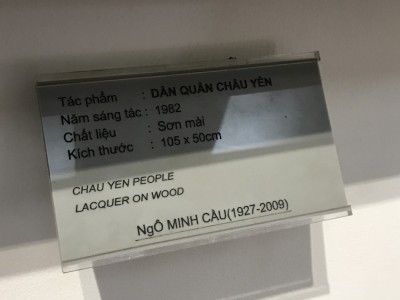 Tác phẩm : DÂN QUÂN CHÂU YÊN
Năm sáng tác : 1982
Chất liệu : Sơn mài
Kích thước : 105 x 50cm
CHAU YEN PEOPLE
LACQUER ON WOOD
NgÔ MINH CẦU(1927-2009)